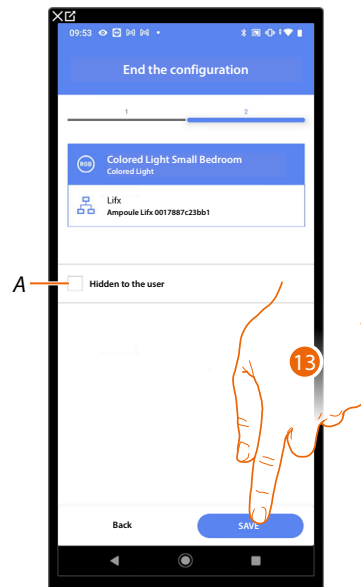 09:53
End the configuration
1 2
RGB
Colored Light Small Bedroom
Colored Light
Lifx
Ampoule Lifx 0017887c23bb1
A
Hidden to the user
13
Back
SAVE